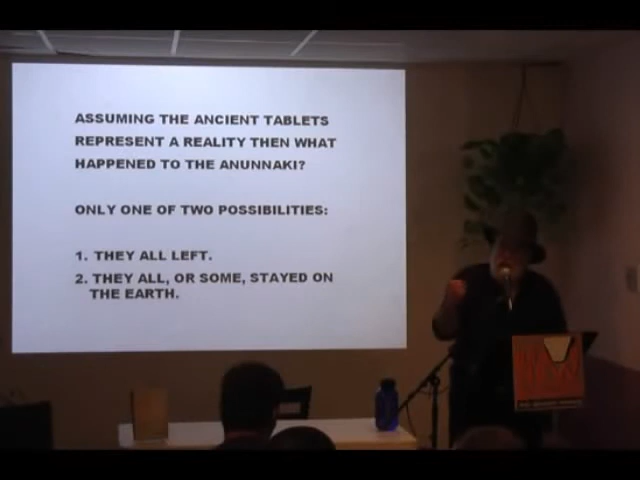 ASSUMING THE ANCIENT TABLETS
REPRESENT A REALITY THEN WHAT
HAPPENED TO THE ANUNNAKI?
ONLY ONE OF TWO POSSIBILITIES:
1. THEY ALL LEFT.
2. THEY ALL, OR SOME, STAYED ON
THE EARTH.